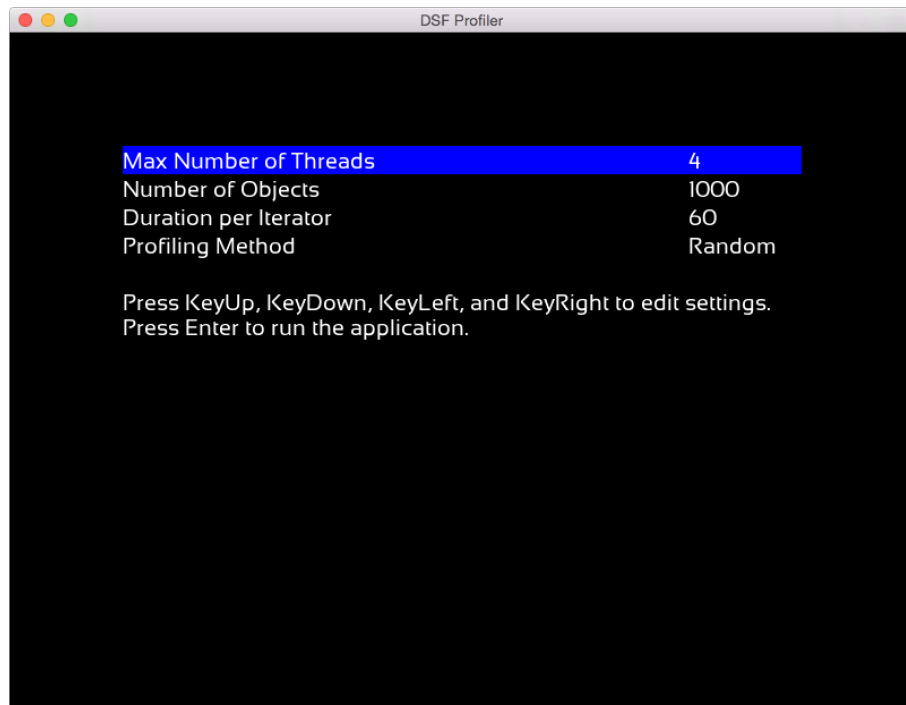 DSF Profiler
Max Number of Threads 4
Number of Objects 1000
Duration per Iterator 60
Profiling Method Random
Press KeyUp, KeyDown, KeyLeft, and KeyRight to edit settings.
Press Enter to run the application.